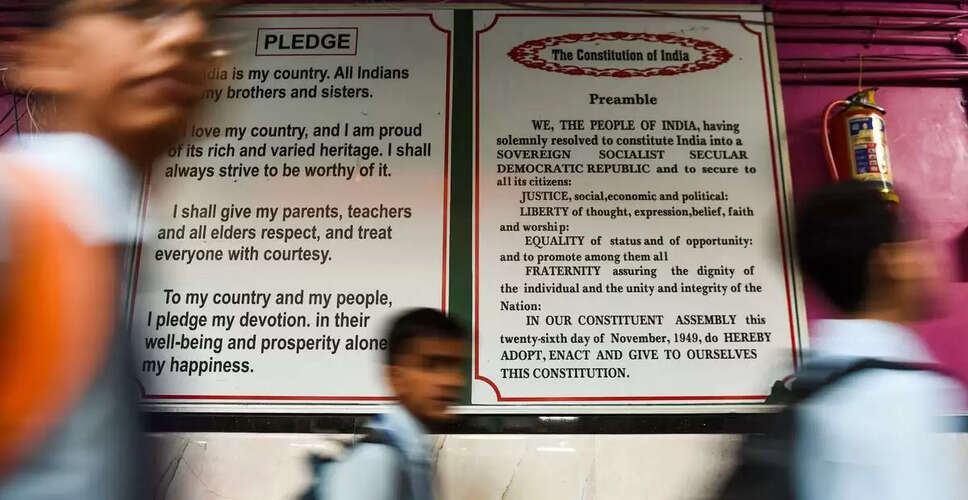 PLEDGE
dia is my country. All Indians
my brothers and sisters.
love my country, and I am proud
of its rich and varied heritage. I shall
always strive to be worthy of it.
I shall give my parents, teachers
and all elders respect, and treat
everyone with courtesy.
To my country and my people,
I pledge my devotion. in their
well-being and prosperity alone
my happiness.
The Constitution of India
Preamble
WE, THE PEOPLE OF INDIA, having
solemnly resolved to constitute India into a
SOVEREIGN SOCIALIST SECULAR
DEMOCRATIC REPUBLIC and to secure to
all its citizens:
JUSTICE, social,economic and political:
LIBERTY of thought, expression,belief, faith
and worship:
EQUALITY of status and of opportunity:
and to promote among them all
FRATERNITY assuring the dignity of
the individual and the unity and integrity of the
Nation:
IN OUR CONSTITUENT ASSEMBLY this
twenty-sixth day of November, 1949, do HEREBY
ADOPT, ENACT AND GIVE TO OURSELVES
THIS CONSTITUTION.